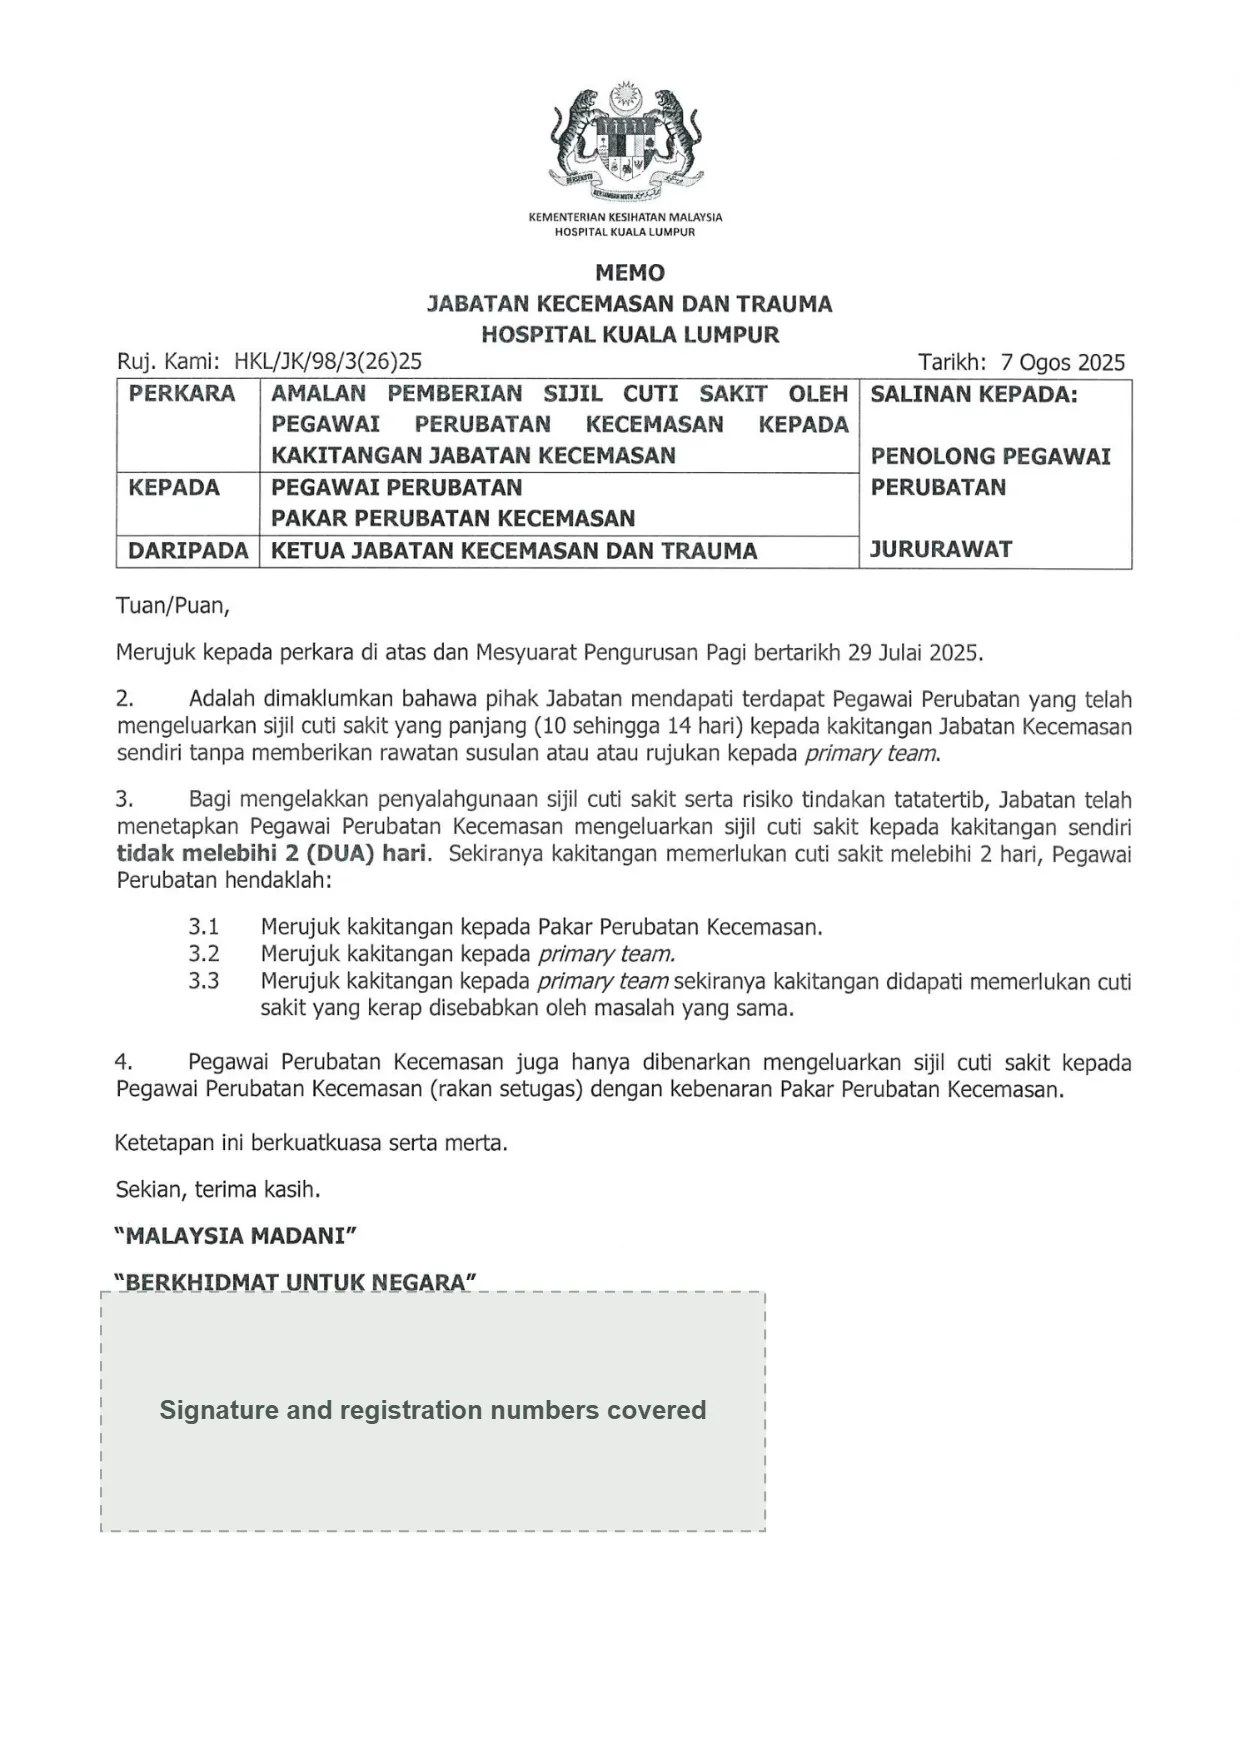 KEMENTERIAN KESIHATAN MALAYSIA
HOSPITAL KUALA LUMPUR
MEMO
JABATAN KECEMASAN DAN TRAUMA
HOSPITAL KUALA LUMPUR
Ruj. Kami: HKL/JK/98/3(26)25 Tarikh: 7 Ogos 2025
PERKARA AMALAN PEMBERIAN SIJIL CUTI SAKIT OLEH
PEGAWAI PERUBATAN KECEMASAN KEPADA
KAKITANGAN JABATAN KECEMASAN
KEPADA PEGAWAI PERUBATAN
PAKAR PERUBATAN KECEMASAN
DARIPADA KETUA JABATAN KECEMASAN DAN TRAUMA
SALINAN KEPADA:
PENOLONG PEGAWAI
PERUBATAN
JURURAWAT
Tuan/Puan,
Merujuk kepada perkara di atas dan Mesyuarat Pengurusan Pagi bertarikh 29 Julai 2025.
2. Adalah dimaklumkan bahawa pihak Jabatan mendapati terdapat Pegawai Perubatan yang telah
mengeluarkan sijil cuti sakit yang panjang (10 sehingga 14 hari) kepada kakitangan Jabatan Kecemasan
sendiri tanpa memberikan rawatan susulan atau atau rujukan kepada primary team.
3. Bagi mengelakkan penyalahgunaan sijil cuti sakit serta risiko tindakan tatatertib, Jabatan telah
menetapkan Pegawai Perubatan Kecemasan mengeluarkan sijil cuti sakit kepada kakitangan sendiri
tidak melebihi 2 (DUA) hari. Sekiranya kakitangan memerlukan cuti sakit melebihi 2 hari, Pegawai
Perubatan hendaklah:
3.1 Merujuk kakitangan kepada Pakar Perubatan Kecemasan.
3.2 Merujuk kakitangan kepada primary team.
3.3 Merujuk kakitangan kepada primary team sekiranya kakitangan didapati memerlukan cuti
sakit yang kerap disebabkan oleh masalah yang sama.
4. Pegawai Perubatan Kecemasan juga hanya dibenarkan mengeluarkan sijil cuti sakit kepada
Pegawai Perubatan Kecemasan (rakan setugas) dengan kebenaran Pakar Perubatan Kecemasan.
Ketetapan ini berkuatkuasa serta merta.
Sekian, terima kasih.
"MALAYSIA MADANI"
"BERKHIDMAT UNTUK NEGARA"
Signature and registration numbers covered